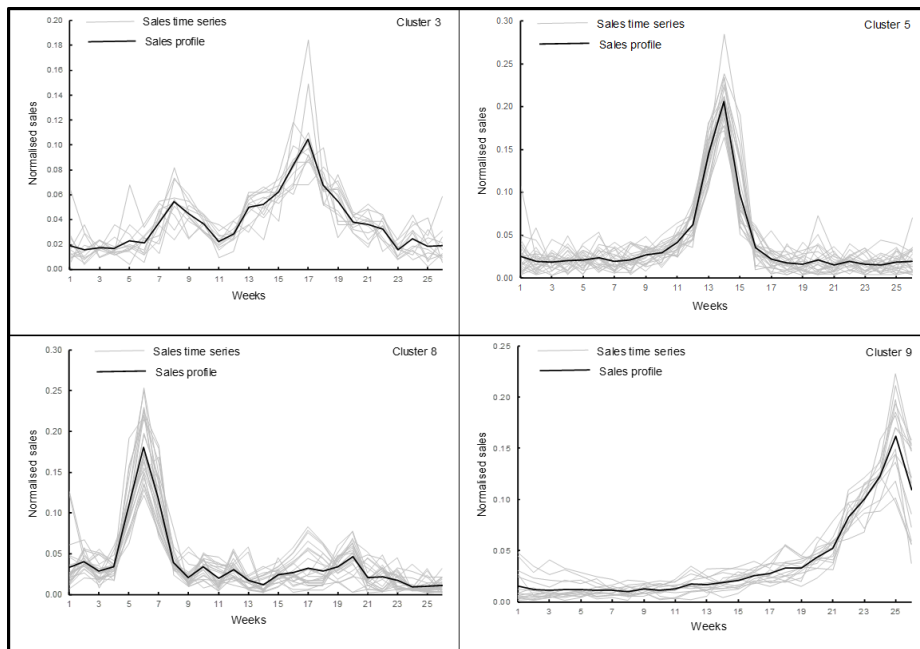 Cluster 3
Sales time series
Sales profile
Normalised sales
0.20
0.18
0.16
0.14
0.12
0.10
0.08
0.06
0.04
0.02
0.00
1 3 5 7 9 11 13 15 17 19 21 23 25
Weeks
Cluster 5
Sales time series
Sales profile
Normalised sales
0.30
0.25
0.20
0.15
0.10
0.05
0.00
1 3 5 7 9 11 13 15 17 19 21 23 25
Weeks
Cluster 8
Sales time series
Sales profile
Normalised sales
0.30
0.25
0.20
0.15
0.10
0.05
0.00
1 3 5 7 9 11 13 15 17 19 21 23 25
Weeks
Cluster 9
Sales time series
Sales profile
Normalised sales
0.25
0.20
0.15
0.10
0.05
0.00
1 3 5 7 9 11 13 15 17 19 21 23 25
Weeks